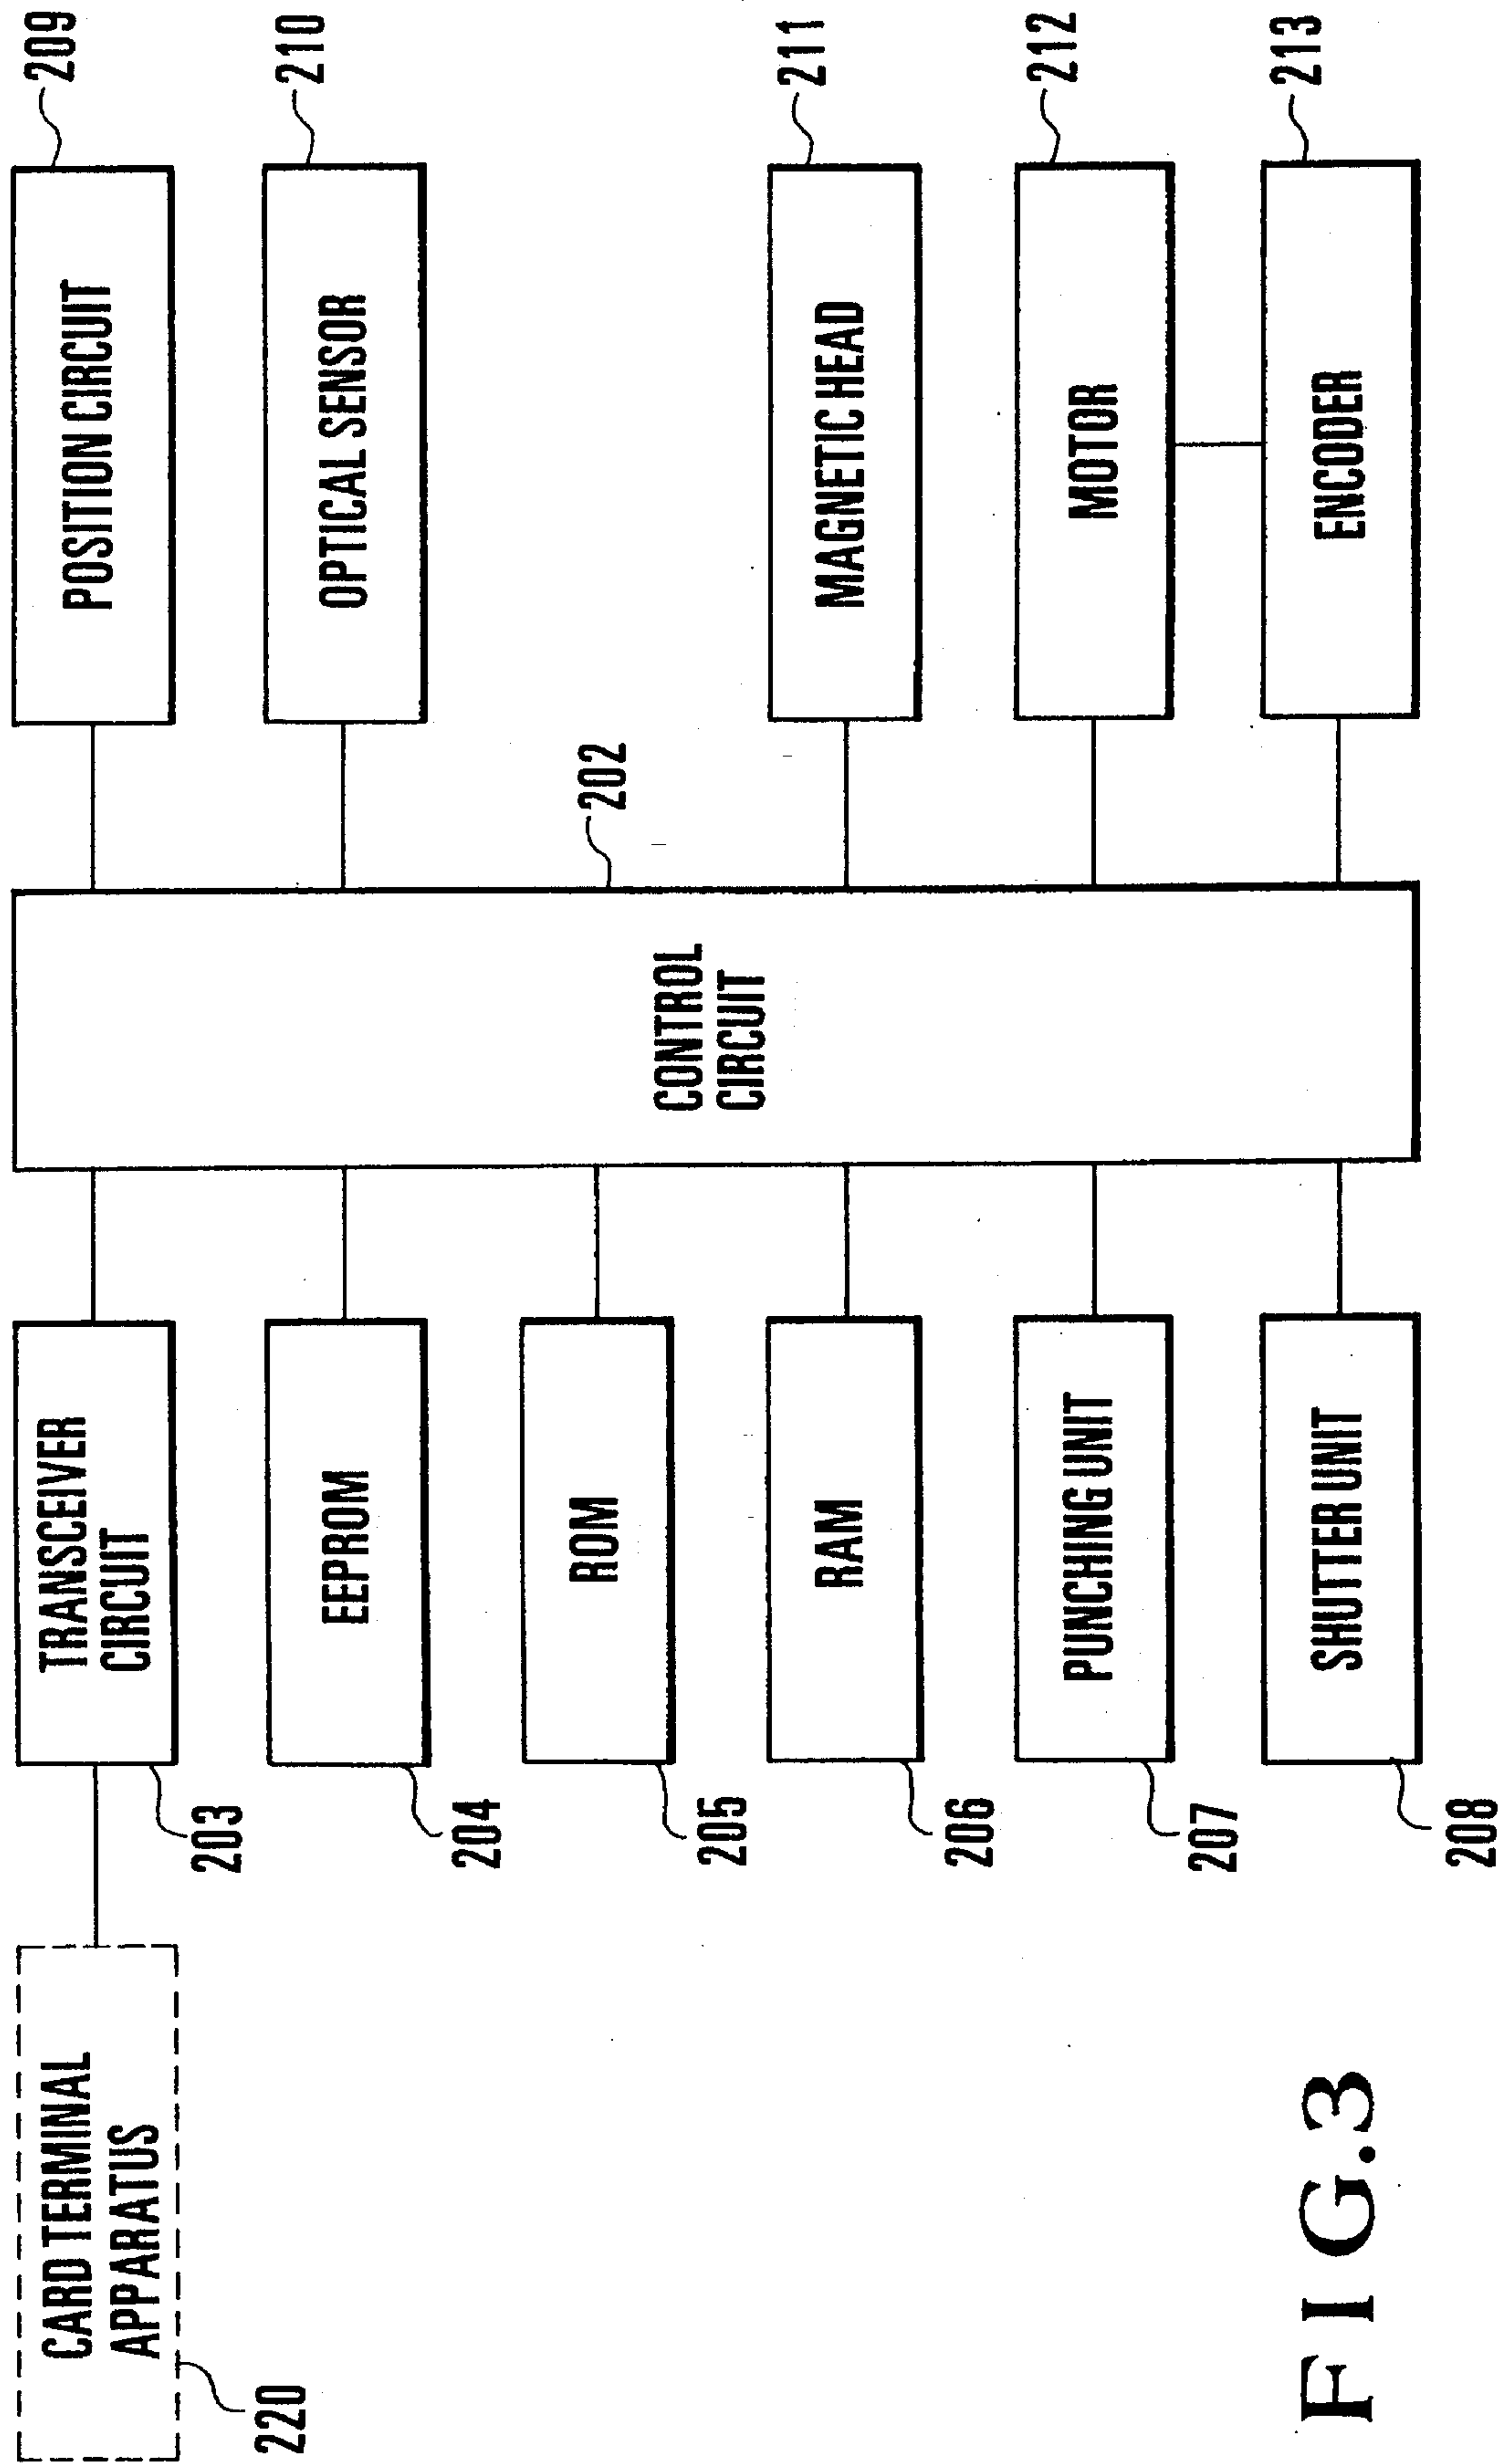 CARD TERMINAL
APPARATUS
220
TRANSCEIVER
CIRCUIT
203
EEPROM
204
ROM
205
RAM
206
PUNCHING UNIT
207
SHUTTER UNIT
208
CONTROL
CIRCUIT
202
POSITION CIRCUIT
209
OPTICAL SENSOR
210
MAGNETIC HEAD
211
MOTOR
212
ENCODER
213
FIG.3